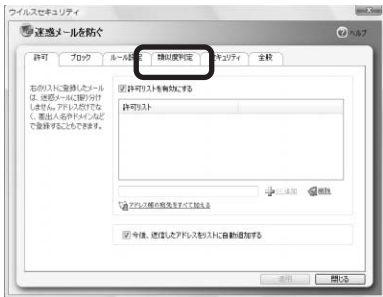 ウイルスセキュリティ
迷惑メールを防ぐ
ヘルプ
許可 ブロック ルール設定 類似度判定 セキュリティ 全般
右のリストに登録したメール
は、迷惑メールに振り分け
しません。アドレスだけでな
く、差出人名やドメインなど
で登録することもできます。
許可リストを有効にする
許可リスト
追加 削除
アドレス帳の宛先をすべて加える
今後、送信したアドレスをリストに自動追加する
適用 閉じる